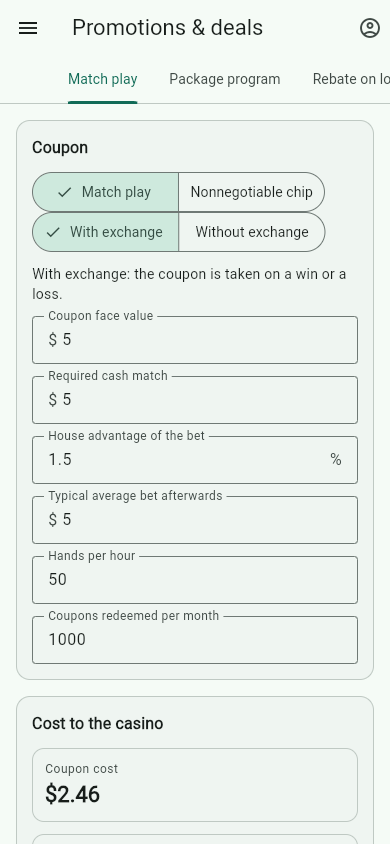 Promotions & deals
Match play
Package program
Rebate on lo
Coupon
Match play
Nonnegotiable chip
With exchange
Without exchange
With exchange: the coupon is taken on a win or a
loss.
Coupon face value
$ 5
Required cash match
$ 5
House advantage of the bet
1.5 %
Typical average bet afterwards
$ 5
Hands per hour
50
Coupons redeemed per month
1000
Cost to the casino
Coupon cost
$2.46